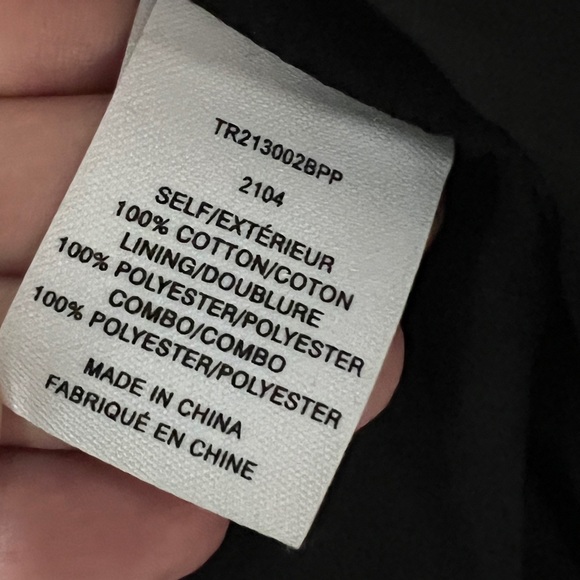 TR213002BPP
2104
SELF/EXTÉRIEUR
100% COTTON/COTON
LINING/DOUBLURE
100% POLYESTER/POLYESTER
COMBO/COMBO
100% POLYESTER/POLYESTER
MADE IN CHINA
FABRIQUÉ EN CHINE